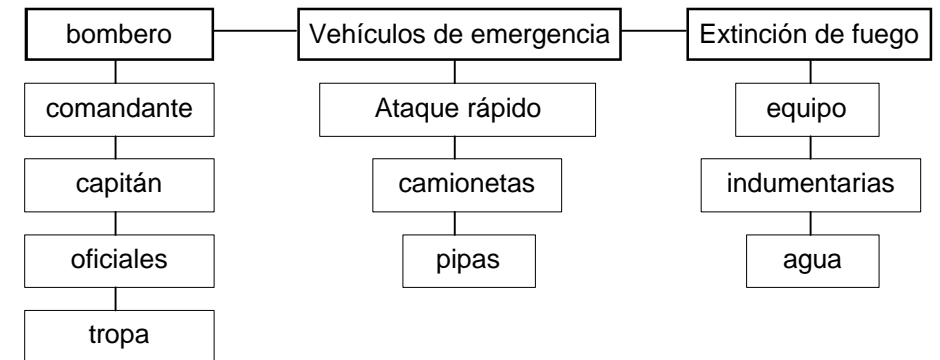 bombero
Vehículos de emergencia
Extinción de fuego
comandante
Ataque rápido
equipo
capitán
camionetas
indumentarias
oficiales
pipas
agua
tropa